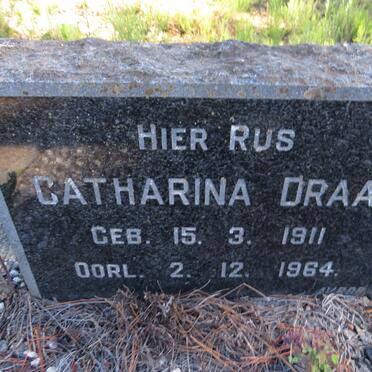 HIER RUS
CATHARINA DRAA
GEB. 15. 3. 1911
OORL. 2. 12. 1964.